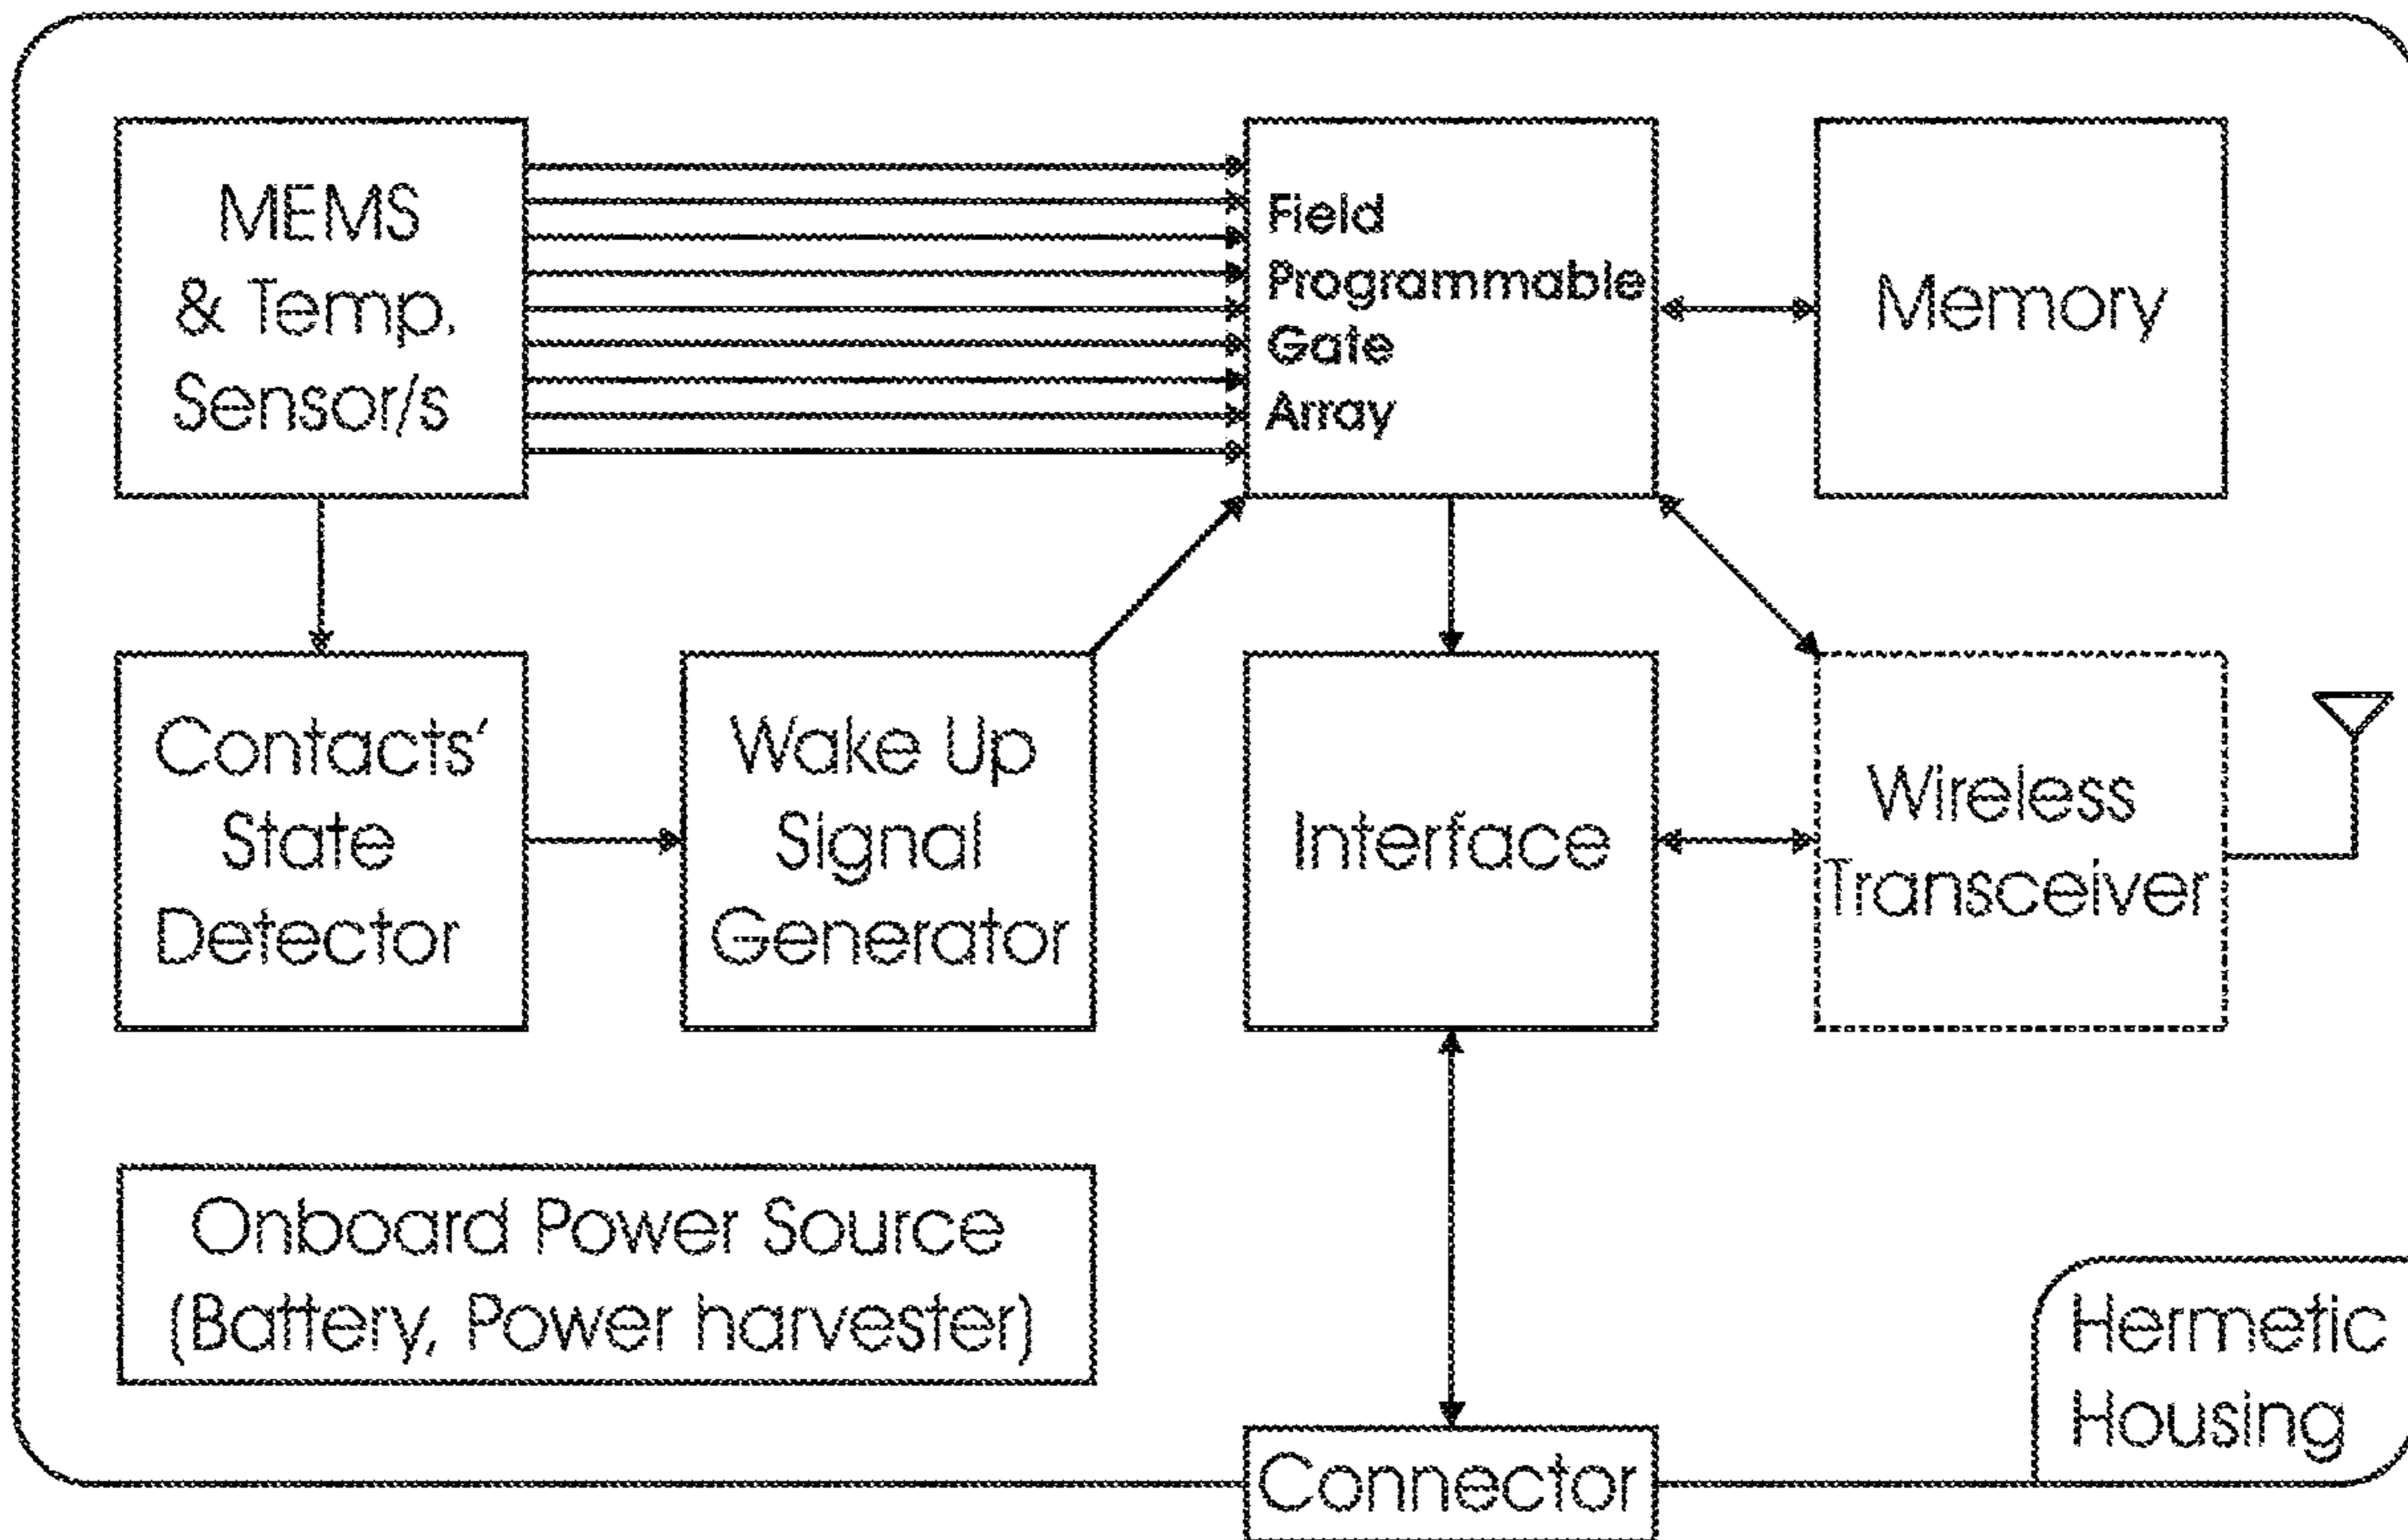 MEMS
& Temp.
Sensor/s
Field
Programmable
Gate
Array
Memory
Contacts'
State
Detector
Wake Up
Signal
Generator
Interface
Wireless
Transceiver
Onboard Power Source
(Battery, Power harvester)
Hermetic
Housing
Connector